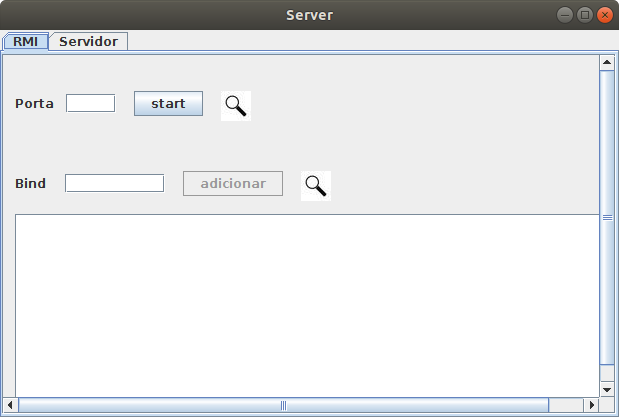 Server
RMI Servidor
Porta start
Bind adicionar